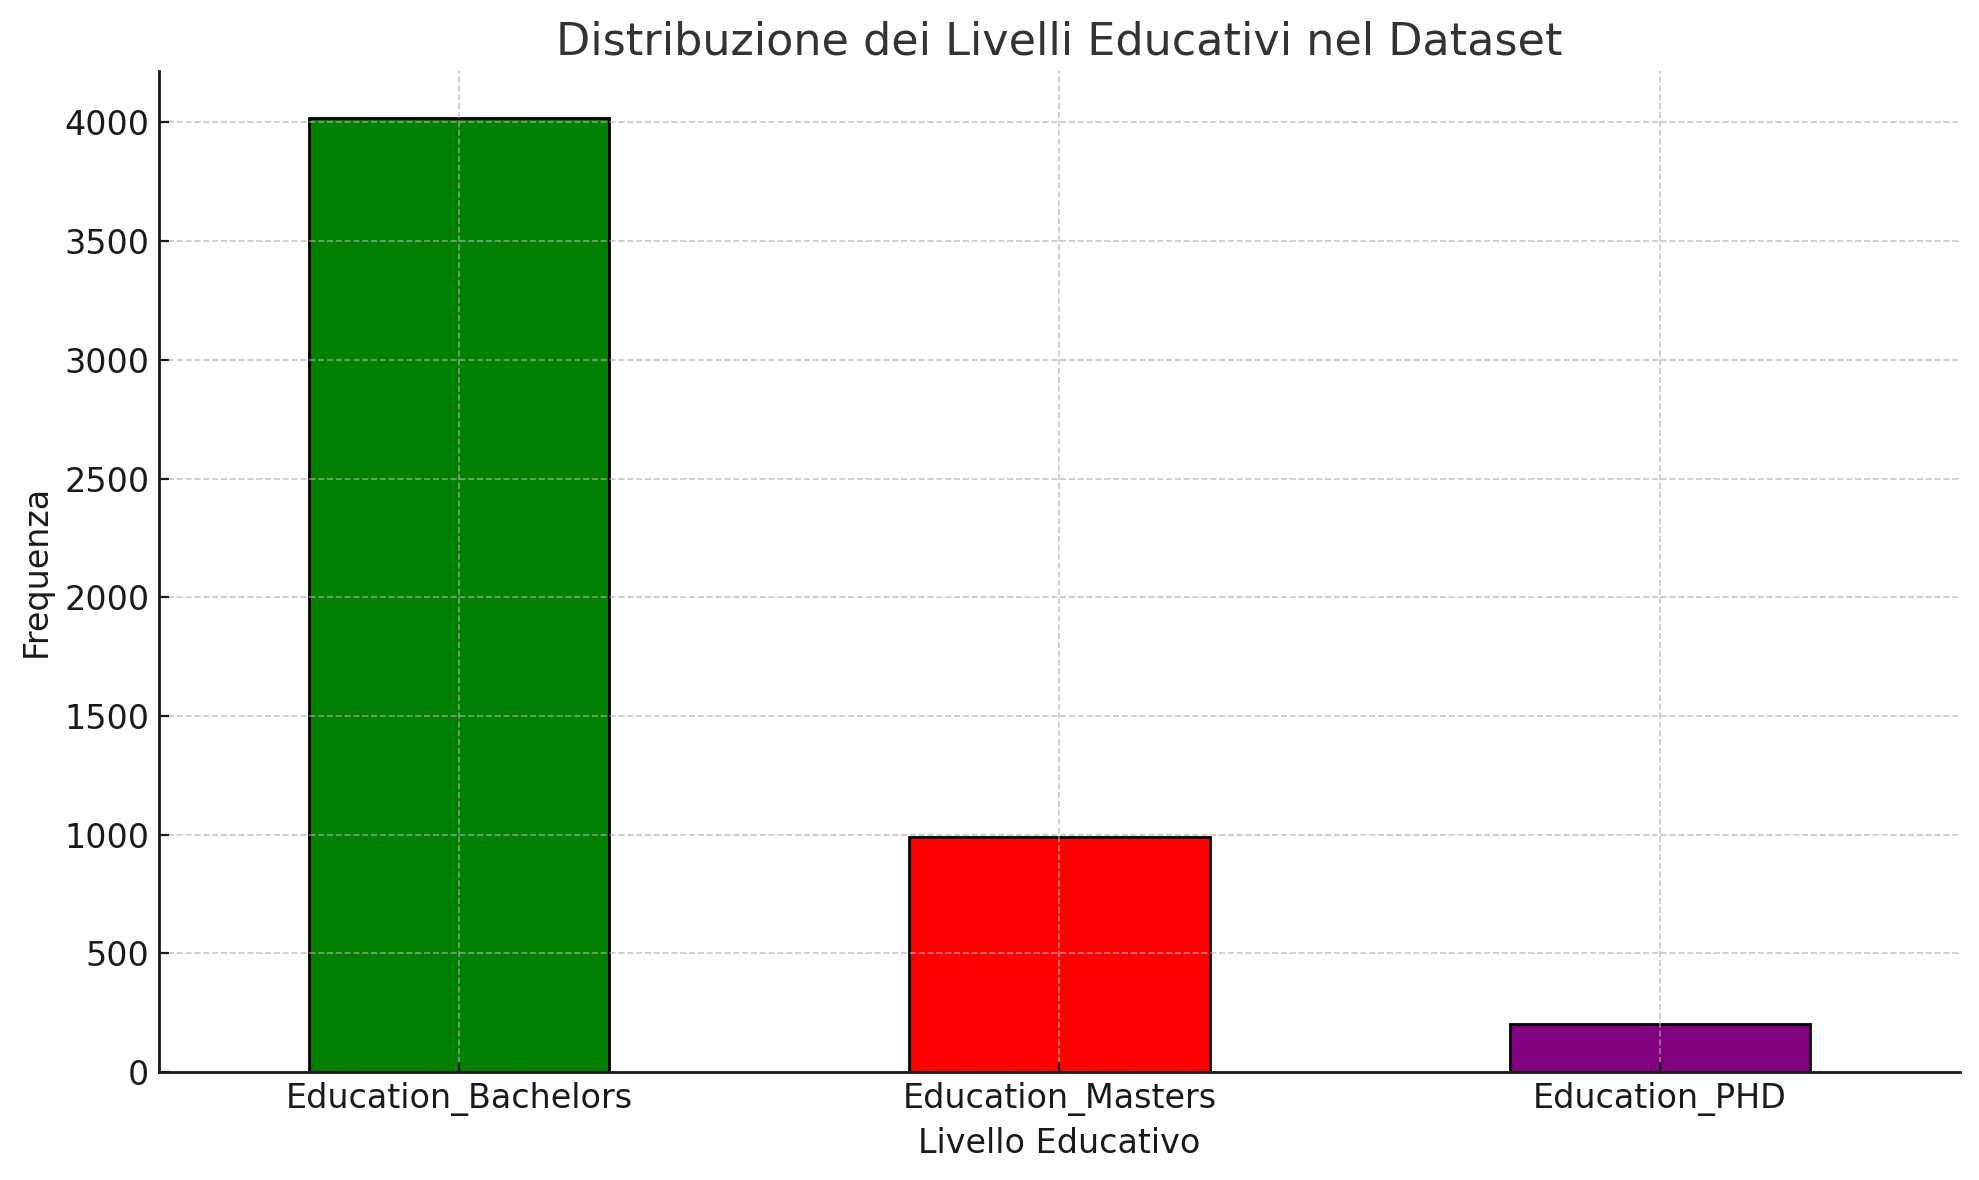 Distribuzione dei Livelli Educativi nel Dataset
Frequenza
4000
3500
3000
2500
2000
1500
1000
500
0
Education_Bachelors
Education_Masters
Education_PHD
Livello Educativo